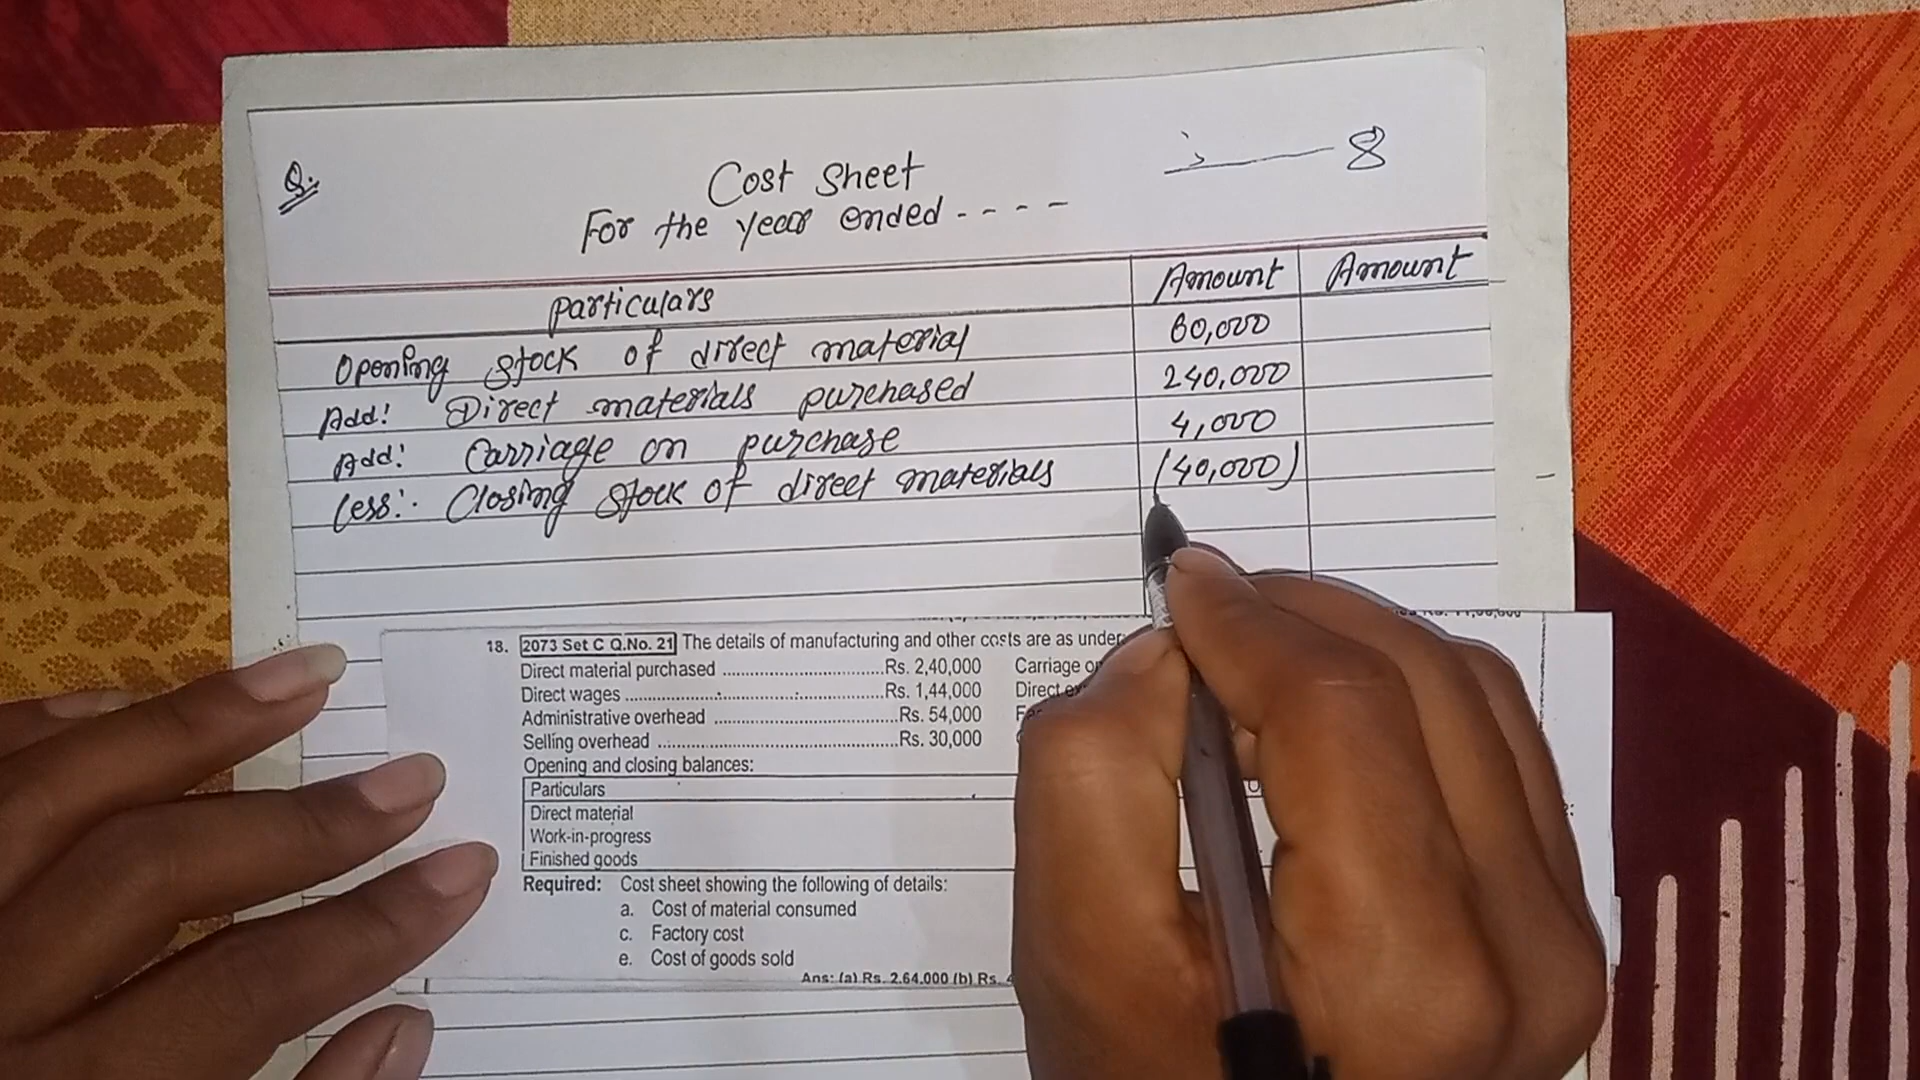 Q.
8
Cost Sheet
For the year ended - - - -
Particulars Amount Amount
Opening stock of direct material 60,000
Add: Direct materials purchased 240,000
Add: Carriage on purchase 4,000
Less: Closing stock of direct materials (40,000)
18. 2073 Set C Q.No. 21 The details of manufacturing and other costs are as under:
Direct material purchased ..................................Rs. 2,40,000 Carriage
Direct wages ......................................................Rs. 1,44,000 Direct
Administrative overhead .......................................Rs. 54,000
Selling overhead ..................................................Rs. 30,000
Opening and closing balances:
Particulars
Direct material
Work-in-progress
Finished goods
Required: Cost sheet showing the following of details:
a. Cost of material consumed
c. Factory cost
e. Cost of goods sold
Ans: (a) Rs. 2,64,000 (b) Rs.